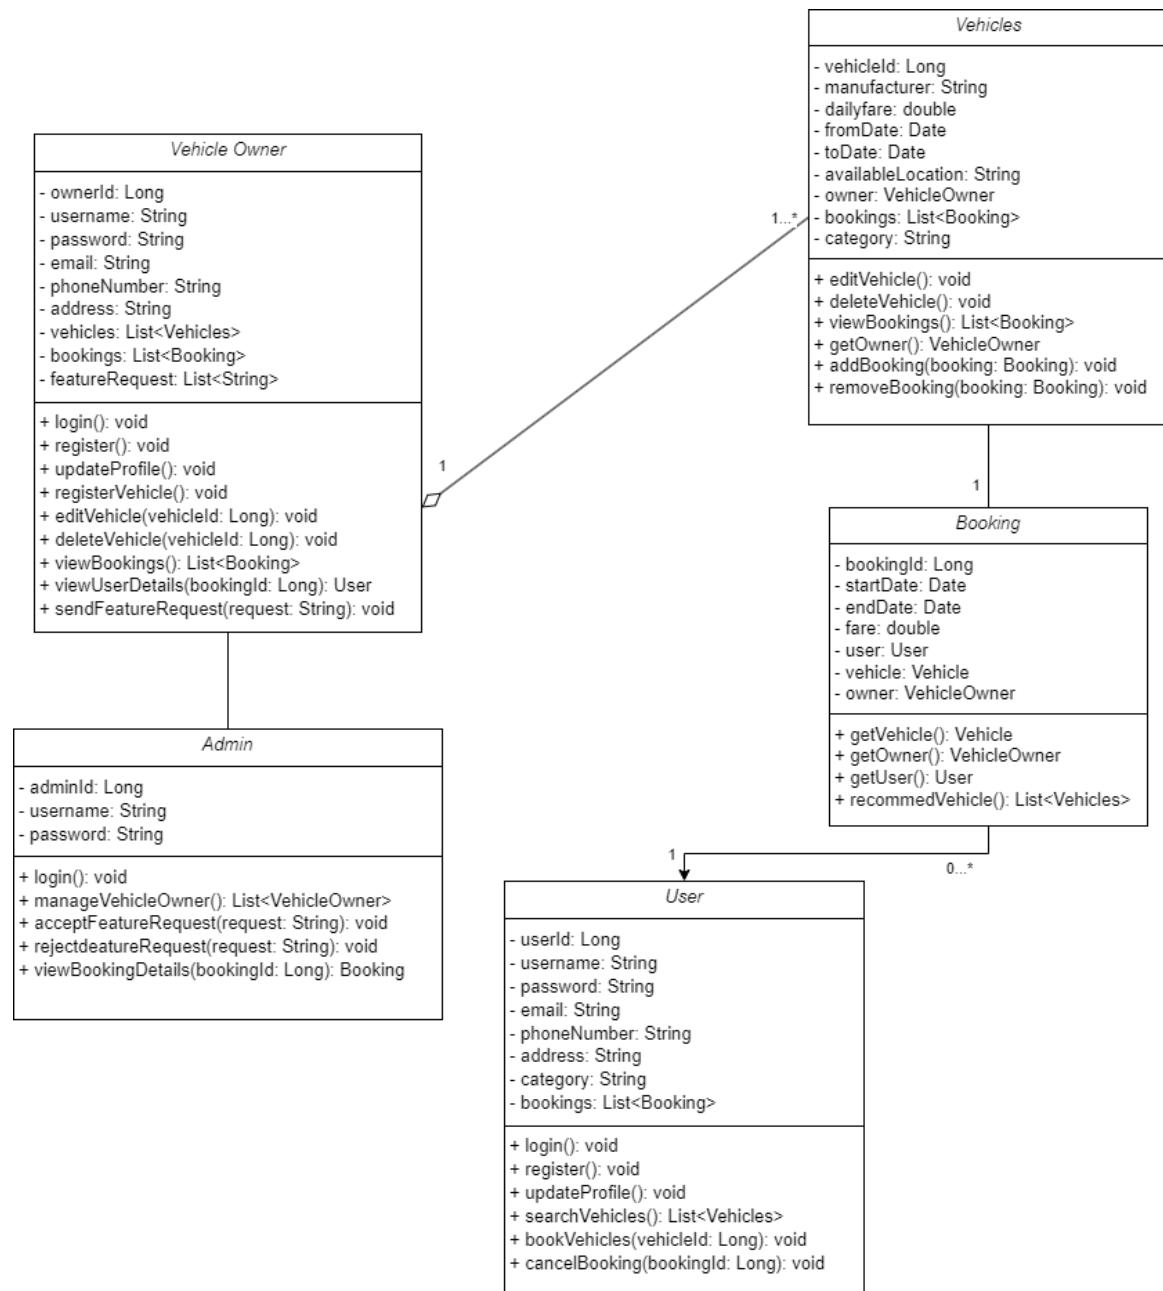 Vehicles
- vehicleId: Long
- manufacturer: String
- dailyfare: double
- fromDate: Date
- toDate: Date
- availableLocation: String
- owner: VehicleOwner
- bookings: List<Booking>
- category: String
+ editVehicle(): void
+ deleteVehicle(): void
+ viewBookings(): List<Booking>
+ getOwner(): VehicleOwner
+ addBooking(booking: Booking): void
+ removeBooking(booking: Booking): void
1...*
Vehicle Owner
- ownerId: Long
- username: String
- password: String
- email: String
- phoneNumber: String
- address: String
- vehicles: List<Vehicles>
- bookings: List<Booking>
- featureRequest: List<String>
+ login(): void
+ register(): void
+ updateProfile(): void
+ registerVehicle(): void
+ editVehicle(vehicleId: Long): void
+ deleteVehicle(vehicleId: Long): void
+ viewBookings(): List<Booking>
+ viewUserDetails(bookingId: Long): User
+ sendFeatureRequest(request: String): void
1
1
Booking
- bookingId: Long
- startDate: Date
- endDate: Date
- fare: double
- user: User
- vehicle: Vehicle
- owner: VehicleOwner
+ getVehicle(): Vehicle
+ getOwner(): VehicleOwner
+ getUser(): User
+ recommedVehicle(): List<Vehicles>
Admin
- adminId: Long
- username: String
- password: String
+ login(): void
+ manageVehicleOwner(): List<VehicleOwner>
+ acceptFeatureRequest(request: String): void
+ rejectdeatureRequest(request: String): void
+ viewBookingDetails(bookingId: Long): Booking
1
0...*
User
- userId: Long
- username: String
- password: String
- email: String
- phoneNumber: String
- address: String
- category: String
- bookings: List<Booking>
+ login(): void
+ register(): void
+ updateProfile(): void
+ searchVehicles(): List<Vehicles>
+ bookVehicles(vehicleId: Long): void
+ cancelBooking(bookingId: Long): void